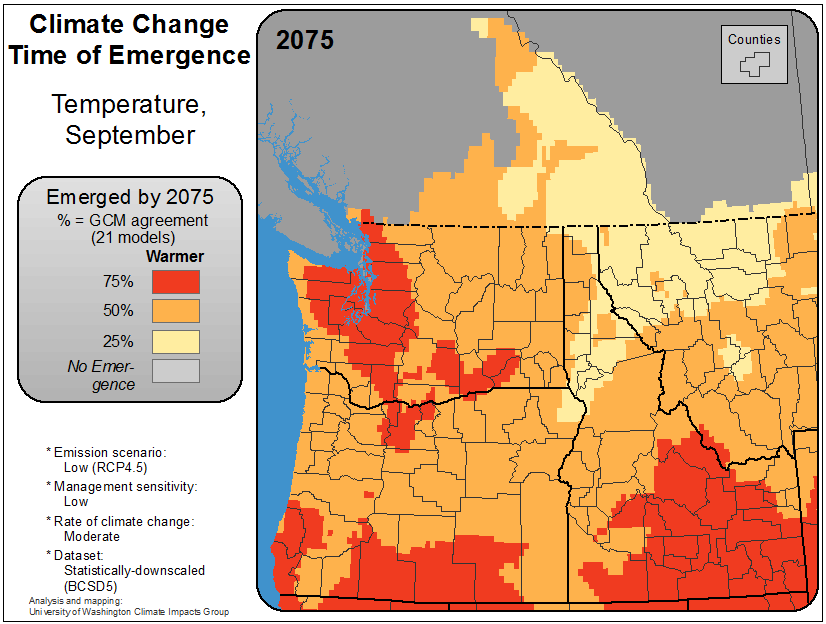 Climate Change
Time of Emergence
Temperature,
September
Emerged by 2075
% = GCM agreement
(21 models)
Warmer
75%
50%
25%
No Emer-
gence
* Emission scenario:
Low (RCP4.5)
* Management sensitivity:
Low
* Rate of climate change:
Moderate
* Dataset:
Statistically-downscaled
(BCSD5)
Analysis and mapping:
University of Washington Climate Impacts Group
2075
Counties